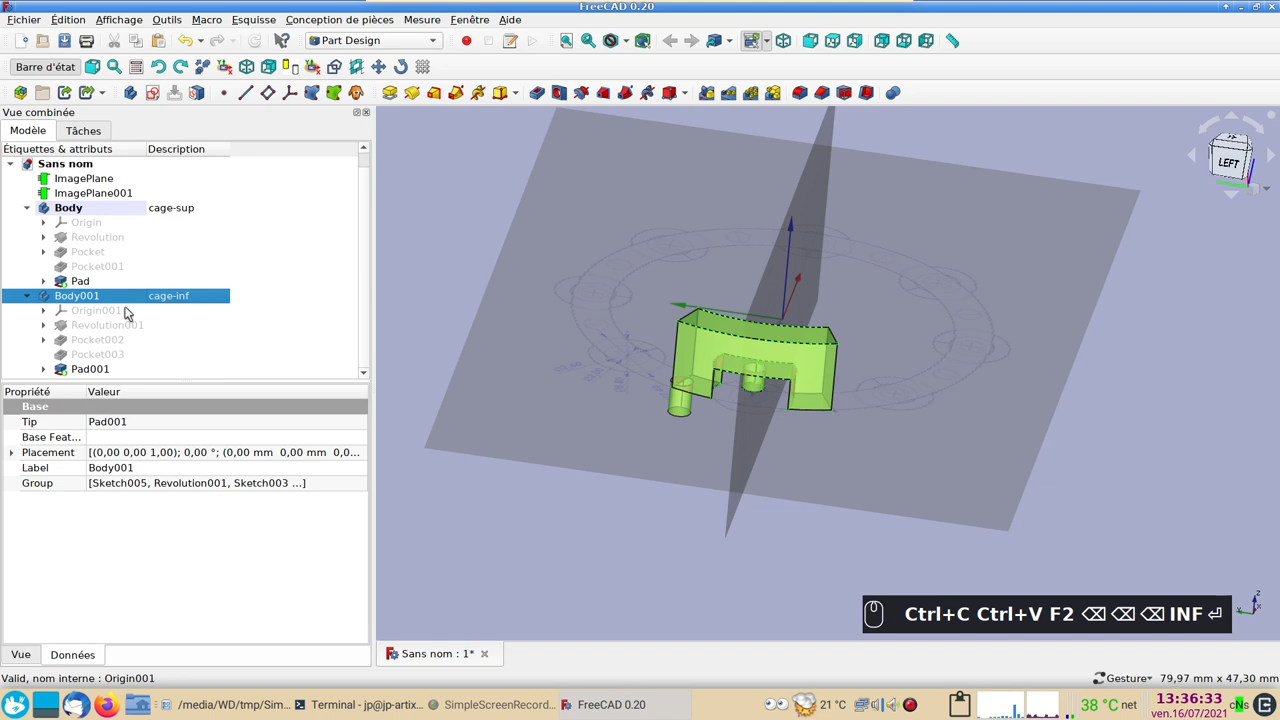 FreeCAD 0.20
Fichier Édition Affichage Outils Macro Esquisse Conception de pièces Mesure Fenêtre Aide
Part Design
Barre d'état
Vue combinée
Modèle Tâches
Étiquettes & attributs Description
Sans nom
ImagePlane
ImagePlane001
Body cage-sup
Origin
Revolution
Pocket
Pocket001
Pad
Body001 cage-inf
Origin001
Revolution001
Pocket002
Pocket003
Pad001
Propriété Valeur
Base
Tip Pad001
Base Feat...
Placement [(0,00 0,00 1,00); 0,00 °; (0,00 mm 0,00 mm 0,0...
Label Body001
Group [Sketch005, Revolution001, Sketch003 ...]
LEFT
Ctrl+C Ctrl+V F2 ⌫ ⌫ ⌫ INF ⏎
Vue Données
Sans nom : 1*
Valid, nom interne : Origin001
Gesture 79,97 mm x 47,30 mm
/media/WD/tmp/Sim... Terminal - jp@jp-artix... SimpleScreenRecord... FreeCAD 0.20
21 °C
38 °C net
13:36:33
ven.16/07/2021
cNs